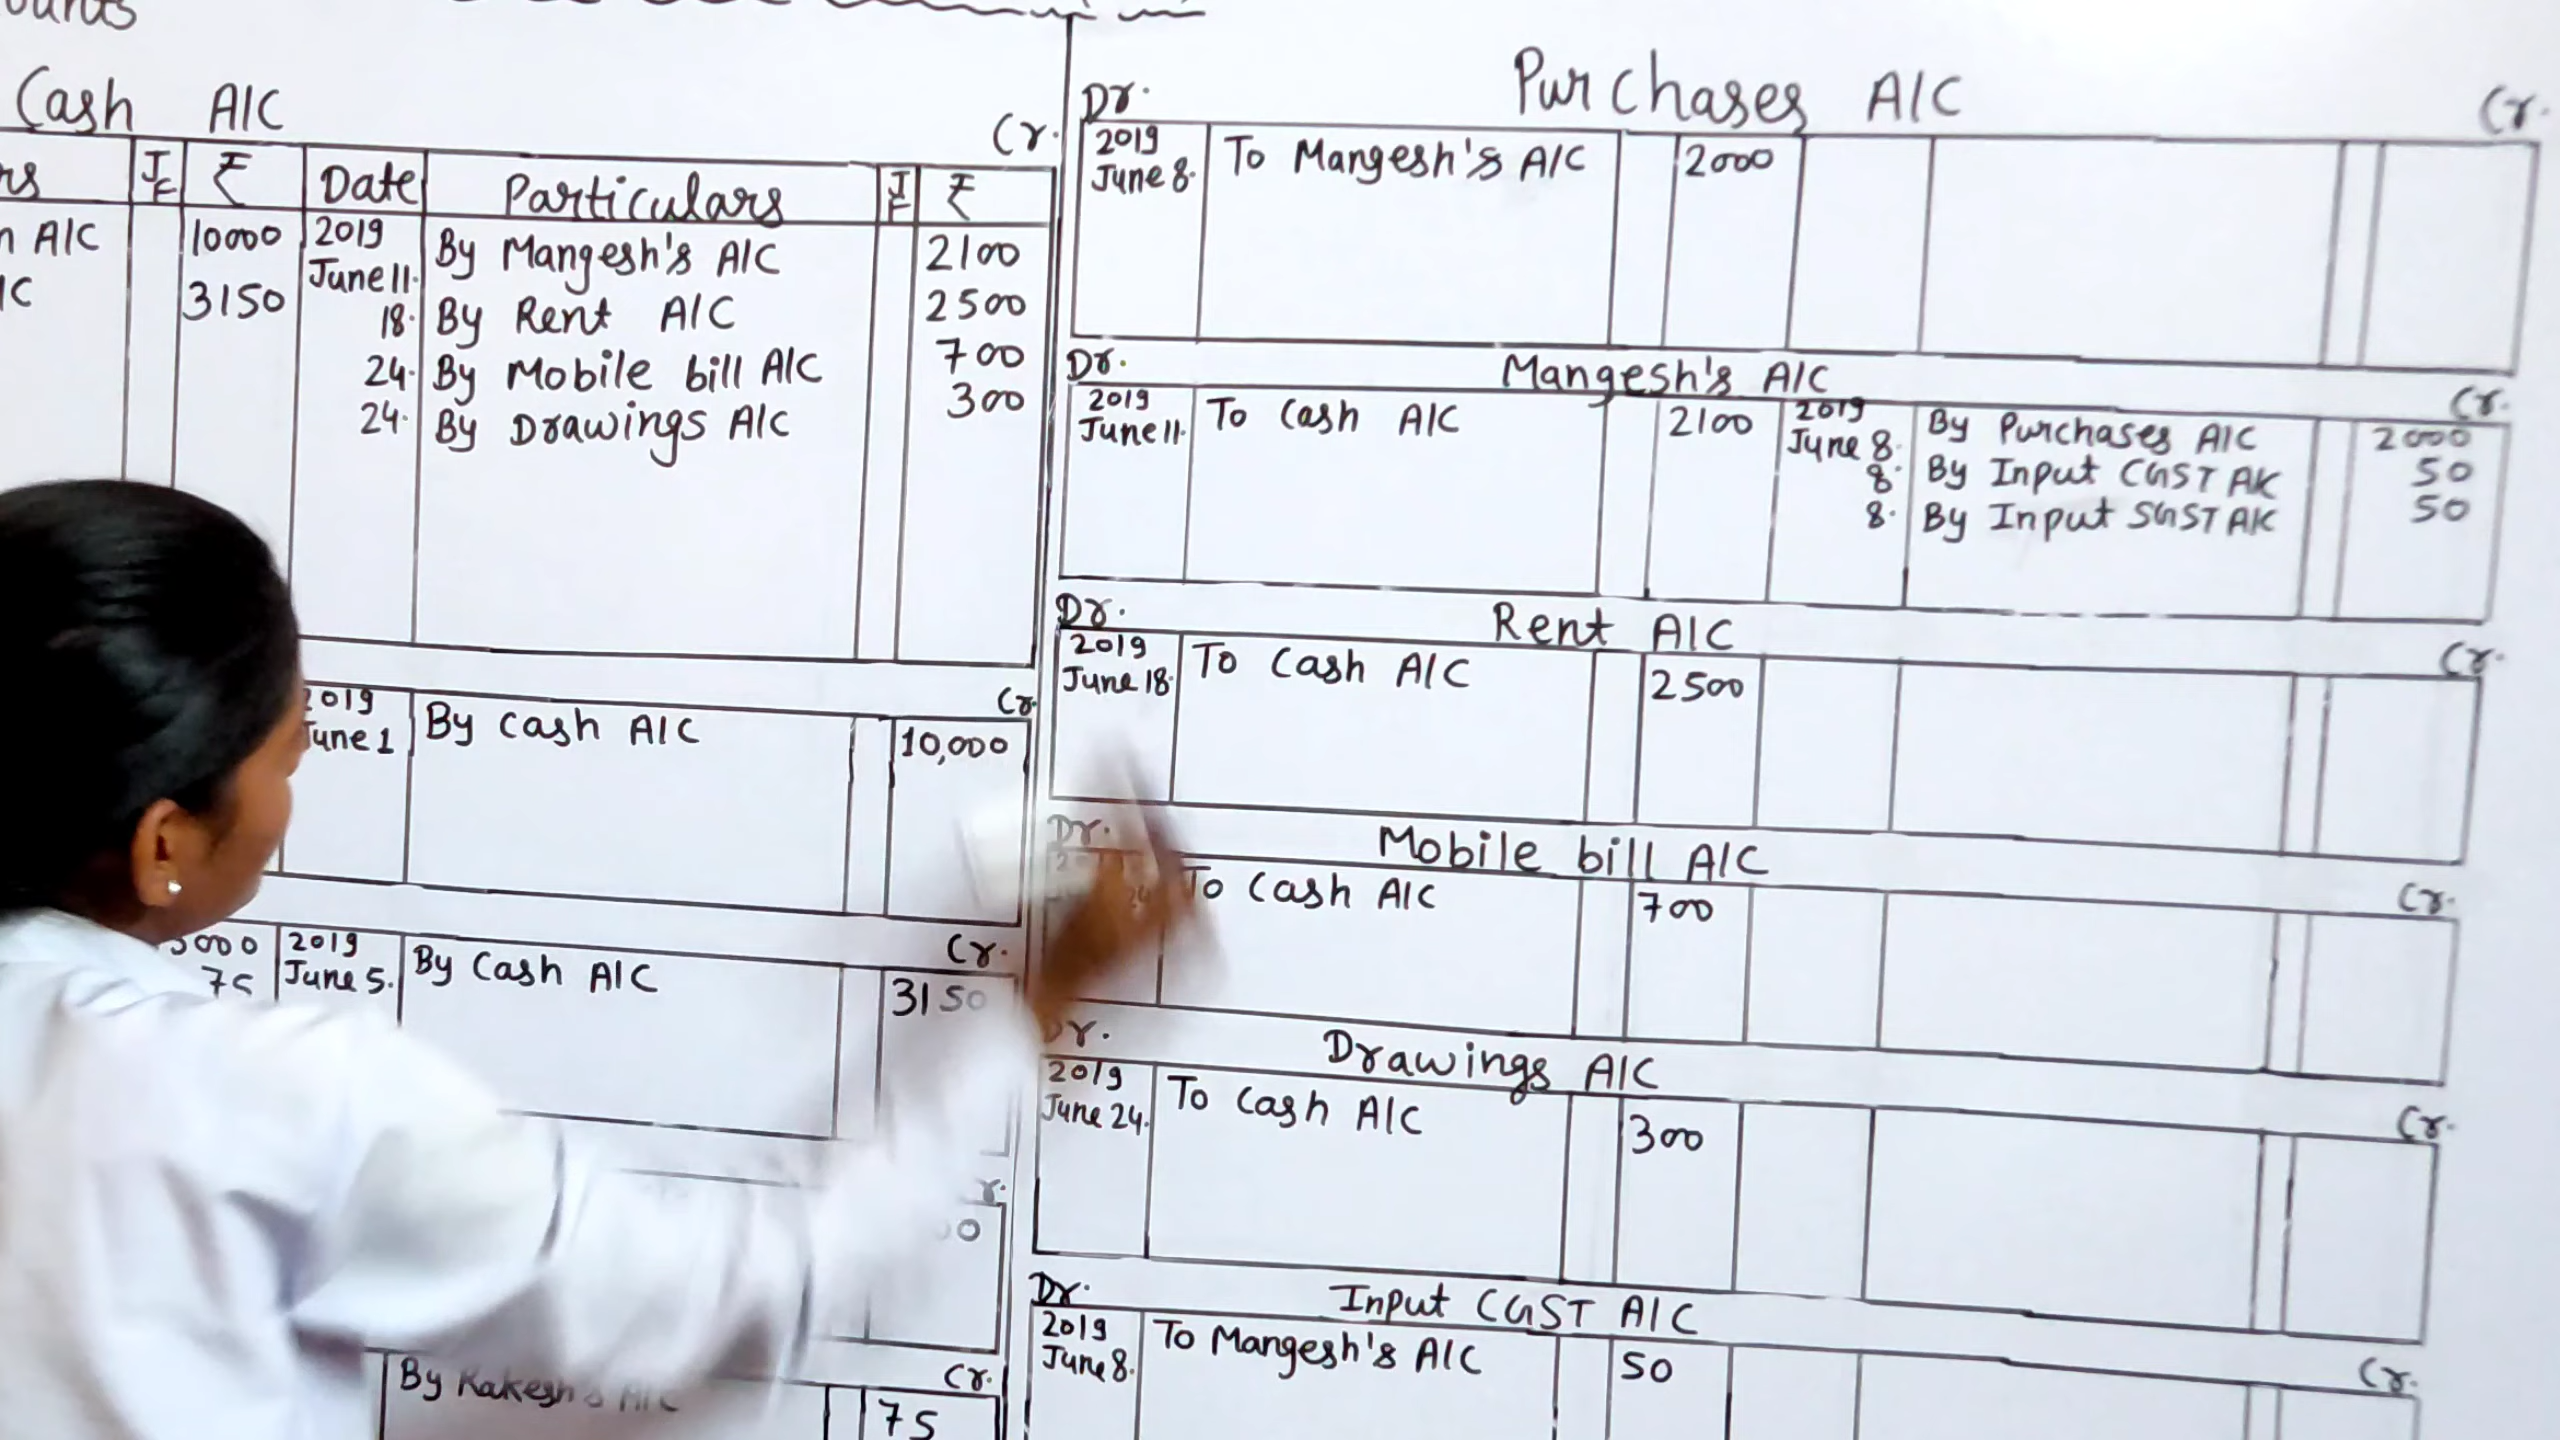 Cash A/C
Cr.
J.F ₹ Date Particulars J.F ₹
A/C 10000 2019 June 11. By Mangesh's A/C 2100
3150 18. By Rent A/C 2500
24. By Mobile bill A/C 700
24. By Drawings A/C 300
Cr.
2019 June 1 By Cash A/C 10,000
Cr.
2019 June 5. By Cash A/C 3150
75
Cr.
By Rakesh's A/C 75
Dr. Purchases A/C Cr.
2019 June 8. To Mangesh's A/C 2000
Dr. Mangesh's A/C Cr.
2019 June 11. To Cash A/C 2100 2019 June 8. By Purchases A/C 2000
8. By Input CGST A/C 50
8. By Input SGST A/C 50
Dr. Rent A/C Cr.
2019 June 18. To Cash A/C 2500
Dr. Mobile bill A/C Cr.
24 To Cash A/C 700
Dr. Drawings A/C Cr.
2019 June 24. To Cash A/C 300
Dr. Input CGST A/C Cr.
2019 June 8. To Mangesh's A/C 50